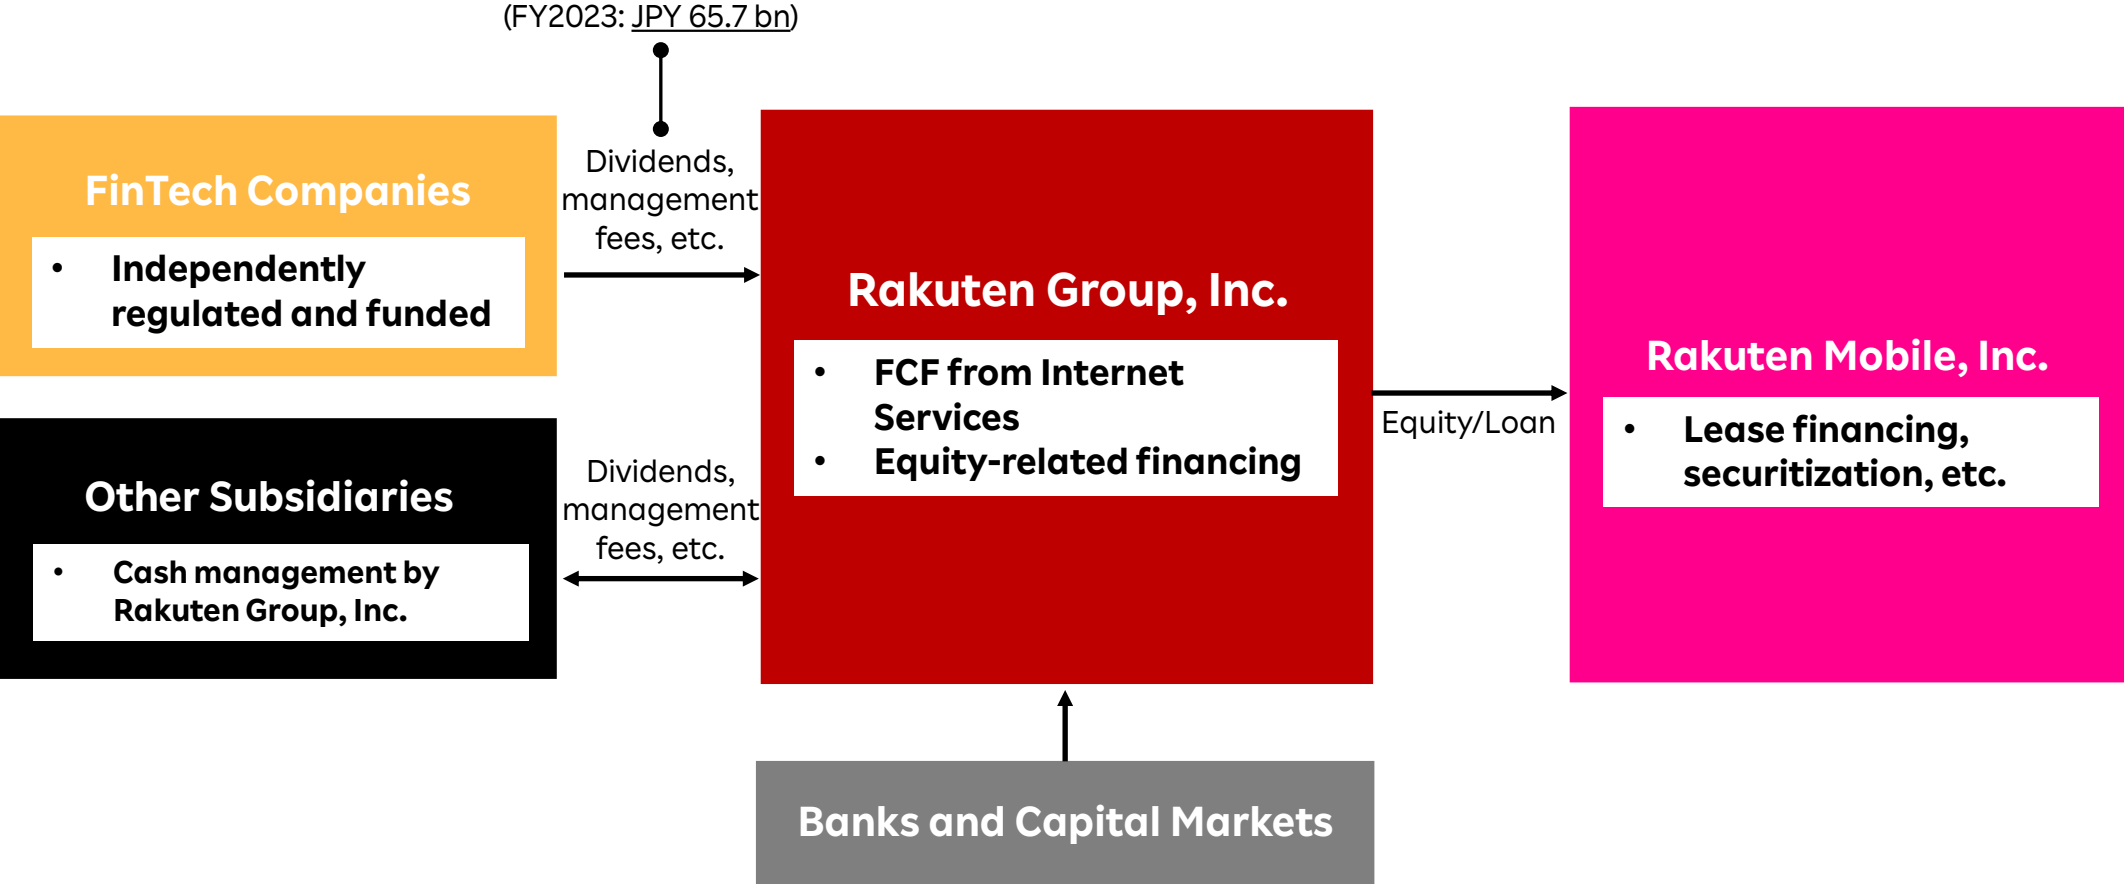 (FY2023: JPY 65.7 bn)
FinTech Companies
• Independently
regulated and funded
Dividends,
management
fees, etc.
Other Subsidiaries
• Cash management by
Rakuten Group, Inc.
Dividends,
management
fees, etc.
Rakuten Group, Inc.
• FCF from Internet
Services
• Equity-related financing
Equity/Loan
Rakuten Mobile, Inc.
• Lease financing,
securitization, etc.
Banks and Capital Markets